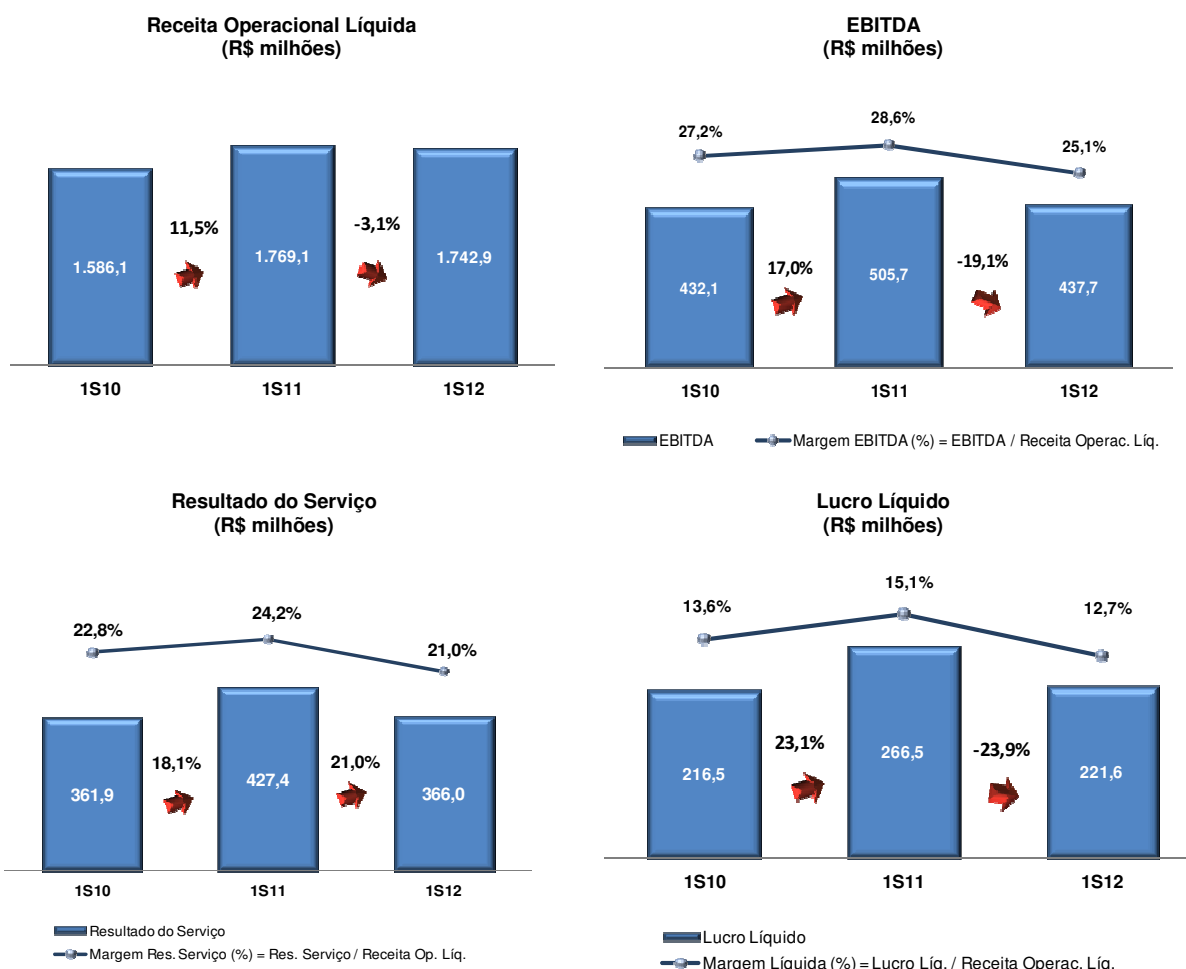 Receita Operacional Líquida
(R$ milhões)
11,5%
-3,1%
1.586,1
1.769,1
1.742,9
1S10
1S11
1S12
EBITDA
(R$ milhões)
27,2%
28,6%
25,1%
17,0%
-19,1%
432,1
505,7
437,7
1S10
1S11
1S12
EBITDA
Margem EBITDA (%) = EBITDA / Receita Operac. Líq.
Resultado do Serviço
(R$ milhões)
22,8%
24,2%
21,0%
18,1%
21,0%
361,9
427,4
366,0
1S10
1S11
1S12
Resultado do Serviço
Margem Res. Serviço (%) = Res. Serviço / Receita Op. Líq.
Lucro Líquido
(R$ milhões)
13,6%
15,1%
12,7%
23,1%
-23,9%
216,5
266,5
221,6
1S10
1S11
1S12
Lucro Líquido
Margem Líquida (%) = Lucro Líq. / Receita Operac. Líq.